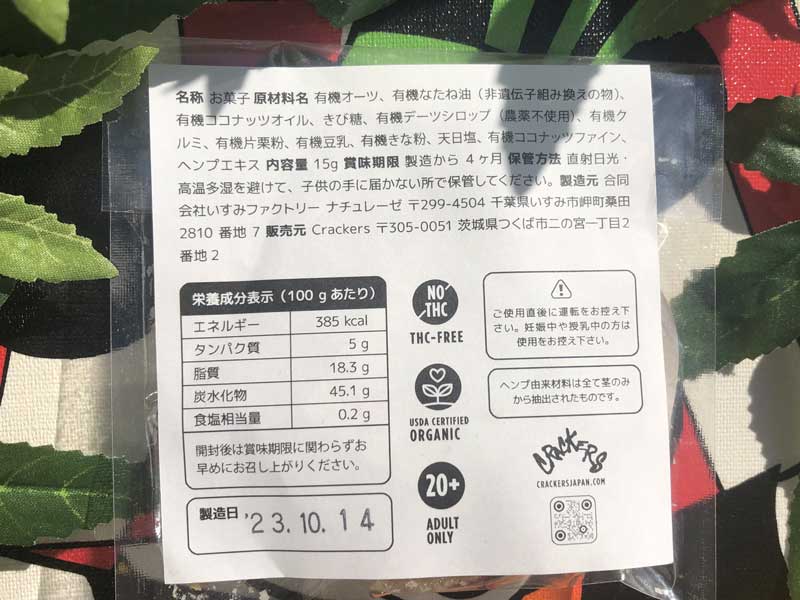 名称 お菓子 原材料名 有機オーツ、有機なたね油（非遺伝子組み換えの物）、
有機ココナッツオイル、きび糖、有機デーツシロップ（農薬不使用）、有機ク
ルミ、有機片栗粉、有機豆乳、有機きな粉、天日塩、有機ココナッツファイン、
ヘンプエキス 内容量 15g 賞味期限 製造から 4ヶ月 保管方法 直射日光・
高温多湿を避けて、子供の手に届かない所で保管してください。製造元 合同
会社いすみファクトリー ナチュレーゼ 〒299-4504 千葉県いすみ市岬町桑田
2810 番地 7 販売元 Crackers 〒305-0051 茨城県つくば市二の宮一丁目2
番地 2
栄養成分表示（100 g あたり）
エネルギー 385 kcal
タンパク質 5 g
脂質 18.3 g
炭水化物 45.1 g
食塩相当量 0.2 g
開封後は賞味期限に関わらずお
早めにお召し上がりください。
製造日 '23.10.14
NO
THC
THC-FREE
USDA CERTIFIED
ORGANIC
20+
ADULT
ONLY
ご使用直後に運転をお控え下
さい。妊娠中や授乳中の方は
使用をお控え下さい。
ヘンプ由来材料は全て茎のみ
から抽出されたものです。
CRACKERS
CRACKERSJAPAN.COM